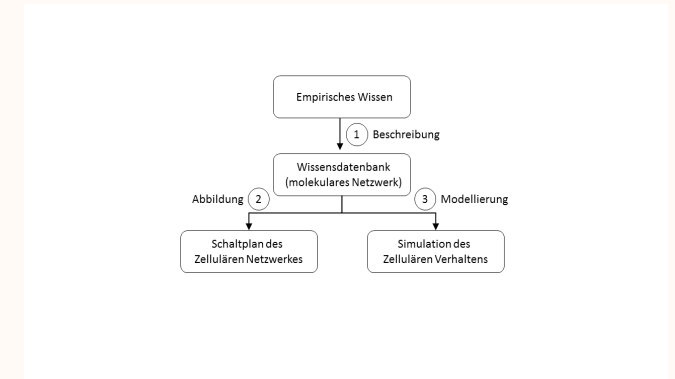 Empirisches Wissen
1 Beschreibung
Wissensdatenbank
(molekulares Netzwerk)
Abbildung 2
3 Modellierung
Schaltplan des
Zellulären Netzwerkes
Simulation des
Zellulären Verhaltens